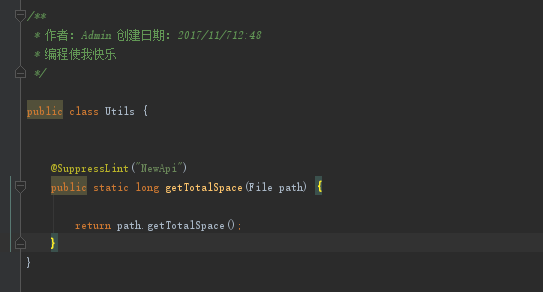 /**
* 作者：Admin 创建日期：2017/11/712:48
* 编程使我快乐
*/
public class Utils {
@SuppressLint("NewApi")
public static long getTotalSpace(File path) {
return path.getTotalSpace();
}
}